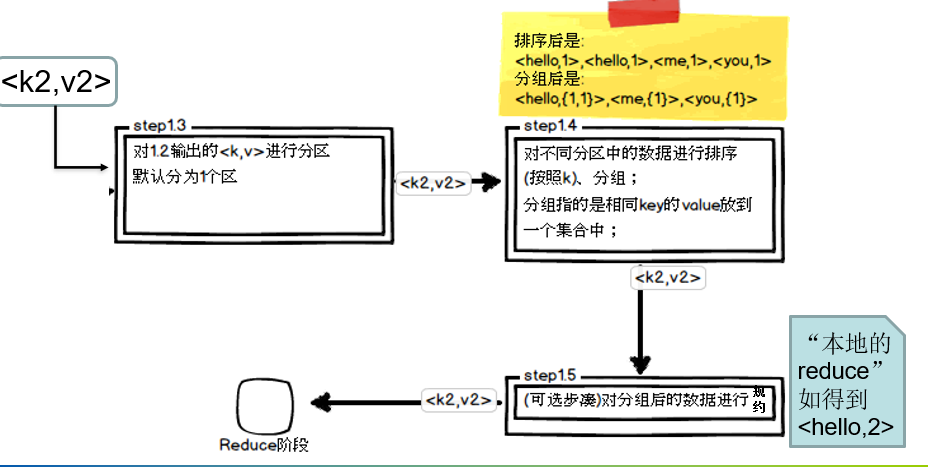 <k2,v2>
排序后是:
<hello,1>,<hello,1>,<me,1>,<you,1>
分组后是:
<hello,{1,1}>,<me,{1}>,<you,{1}>
step1.3
对1.2输出的<k,v>进行分区
默认分为1个区
<k2,v2>
step1.4
对不同分区中的数据进行排序
(按照k)、分组；
分组指的是相同key的value放到
一个集合中；
<k2,v2>
step1.5
(可选步凑)对分组后的数据进行规约
“本地的
reduce”
如得到
<hello,2>
<k2,v2>
Reduce阶段